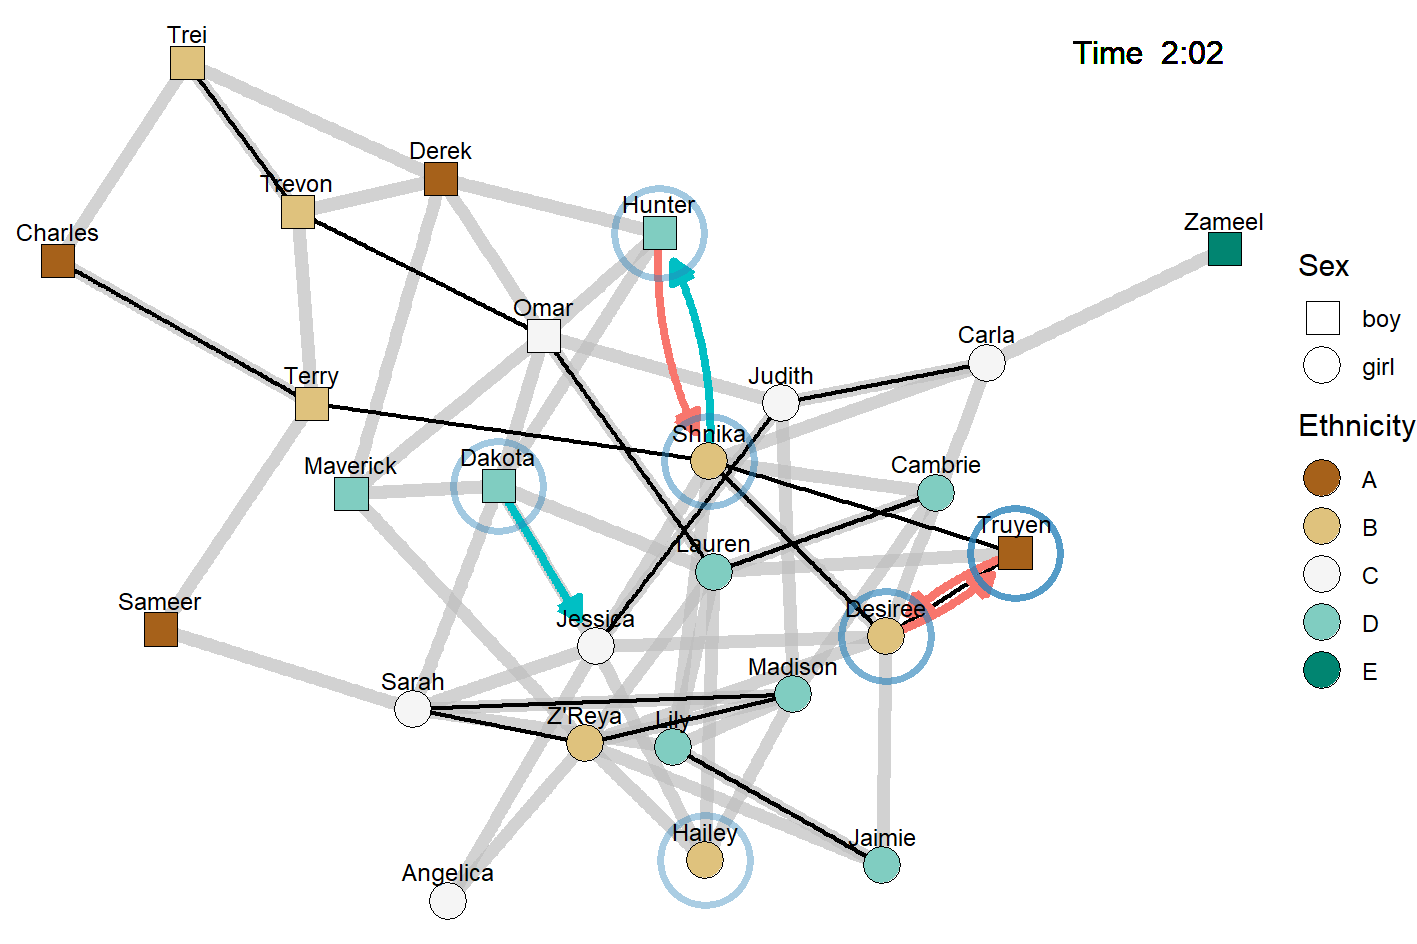 Trei
Time 2:02
Derek
Trevon
Hunter
Charles
Zameel
Sex
Omar
boy
Carla
girl
Judith
Terry
Ethnicity
Shnika
Maverick
Dakota
Cambrie
A
Truyen
B
Lauren
C
Sameer
Desiree
Jessica
D
Madison
E
Sarah
Z'Reya
Lily
Hailey
Jaimie
Angelica